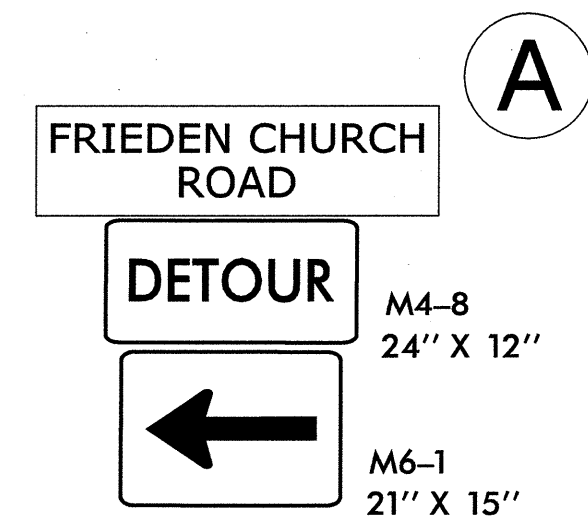 A
FRIEDEN CHURCH
ROAD
DETOUR
M4–8
24'' X 12''
M6–1
21'' X 15''